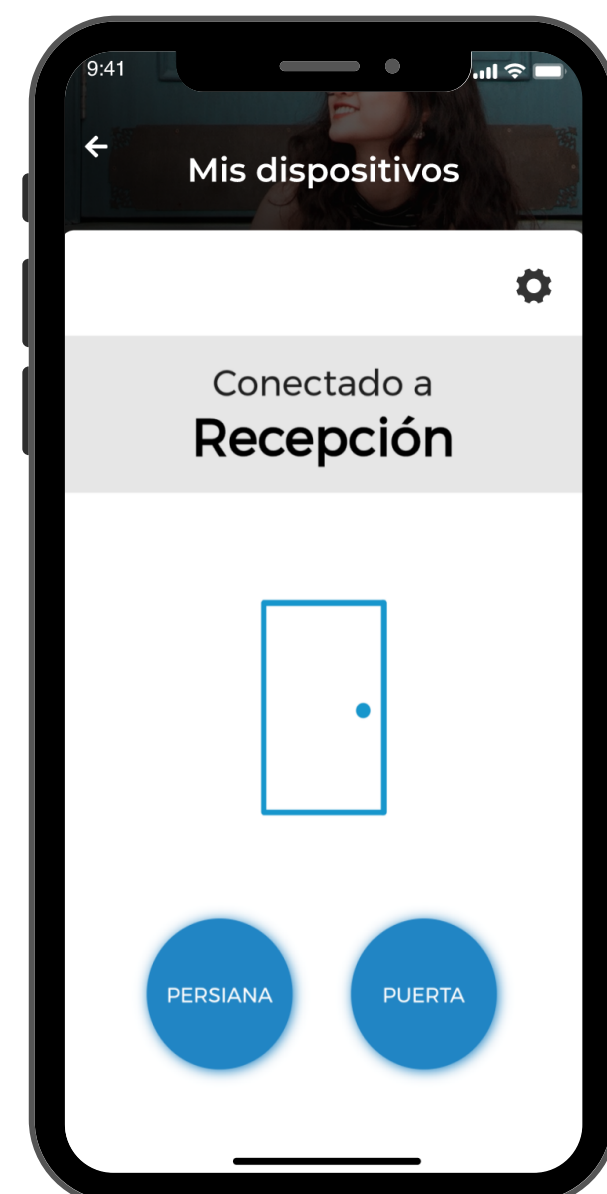 9:41
Mis dispositivos
Conectado a
Recepción
PERSIANA PUERTA